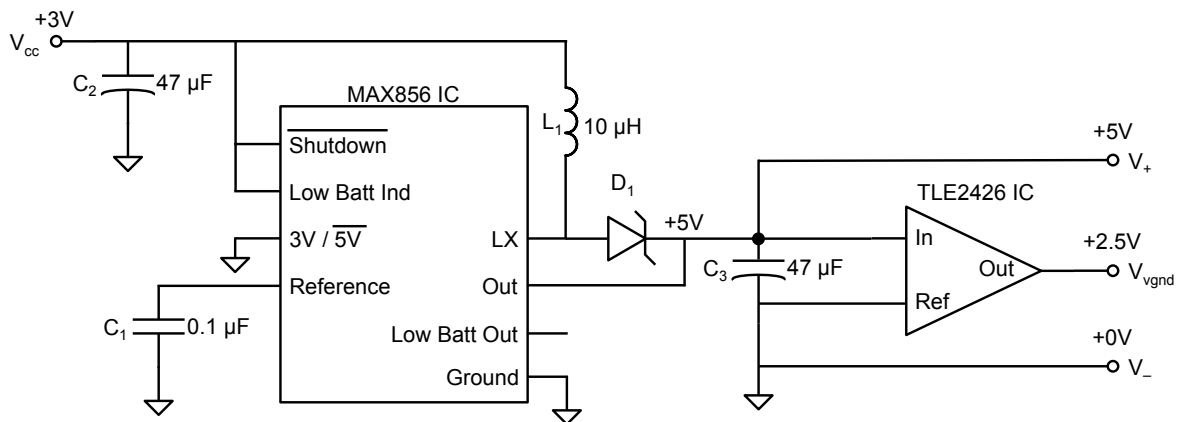 +3V
Vcc
C2
47 µF
MAX856 IC
Shutdown
Low Batt Ind
3V / 5V
Reference
C1
0.1 µF
LX
Out
Low Batt Out
Ground
L1
10 µH
D1
+5V
C3
47 µF
TLE2426 IC
In
Out
Ref
+5V
V+
+2.5V
Vvgnd
+0V
V–